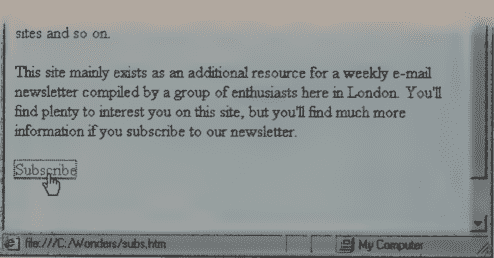 sites and so on.
This site mainly exists as an additional resource for a weekly e-mail
newsletter compiled by a group of enthusiasts here in London. You'll
find plenty to interest you on this site, but you'll find much more
information if you subscribe to our newsletter.
Subscribe
file:///C:/Wonders/subs.htm
My Computer